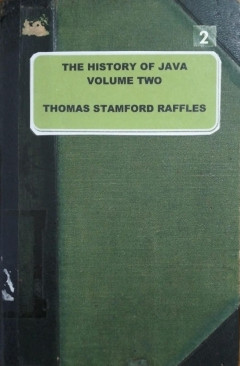 2
THE HISTORY OF JAVA
VOLUME TWO
THOMAS STAMFORD RAFFLES